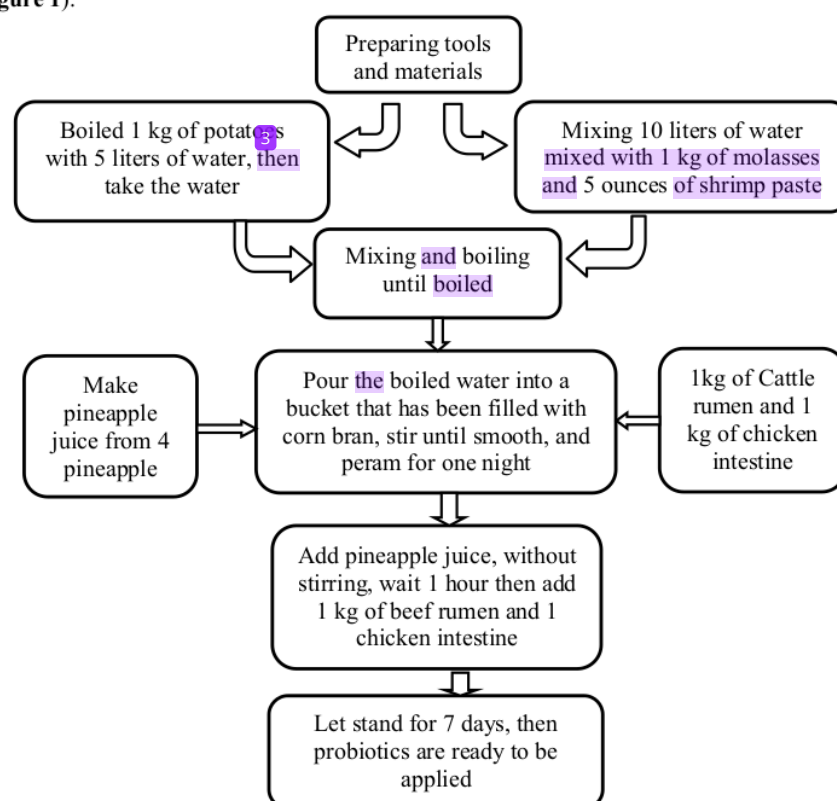 gure 1).
Preparing tools
and materials
Boiled 1 kg of potatoes
with 5 liters of water, then
take the water
3
Mixing 10 liters of water
mixed with 1 kg of molasses
and 5 ounces of shrimp paste
Mixing and boiling
until boiled
Make
pineapple
juice from 4
pineapple
Pour the boiled water into a
bucket that has been filled with
corn bran, stir until smooth, and
peram for one night
1kg of Cattle
rumen and 1
kg of chicken
intestine
Add pineapple juice, without
stirring, wait 1 hour then add
1 kg of beef rumen and 1
chicken intestine
Let stand for 7 days, then
probiotics are ready to be
applied